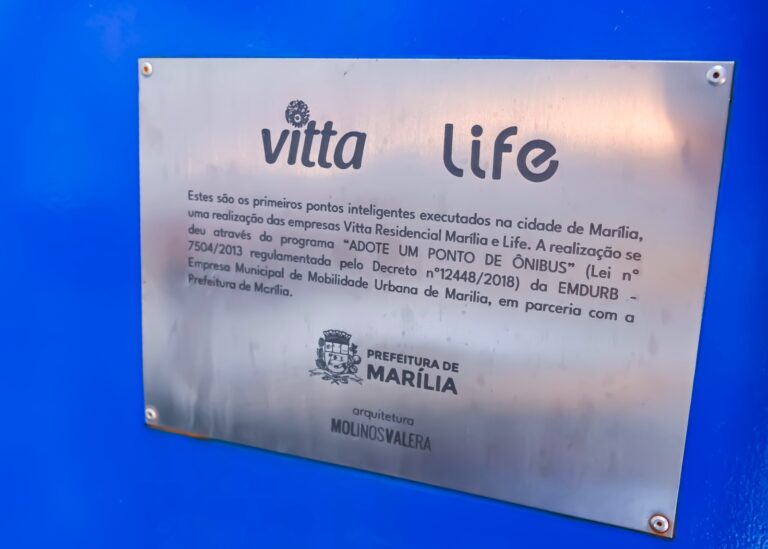 vitta life
Estes são os primeiros pontos inteligentes executados na cidade de Marília,
uma realização das empresas Vitta Residencial Marília e Life. A realização se
deu através do programa “ADOTE UM PONTO DE ÔNIBUS” (Lei nº
7504/2013 regulamentada pelo Decreto nº12448/2018) da EMDURB -
Empresa Municipal de Mobilidade Urbana de Marília, em parceria com a
Prefeitura de Marília.
PREFEITURA DE
MARÍLIA
arquitetura
MOLINOSVALERA